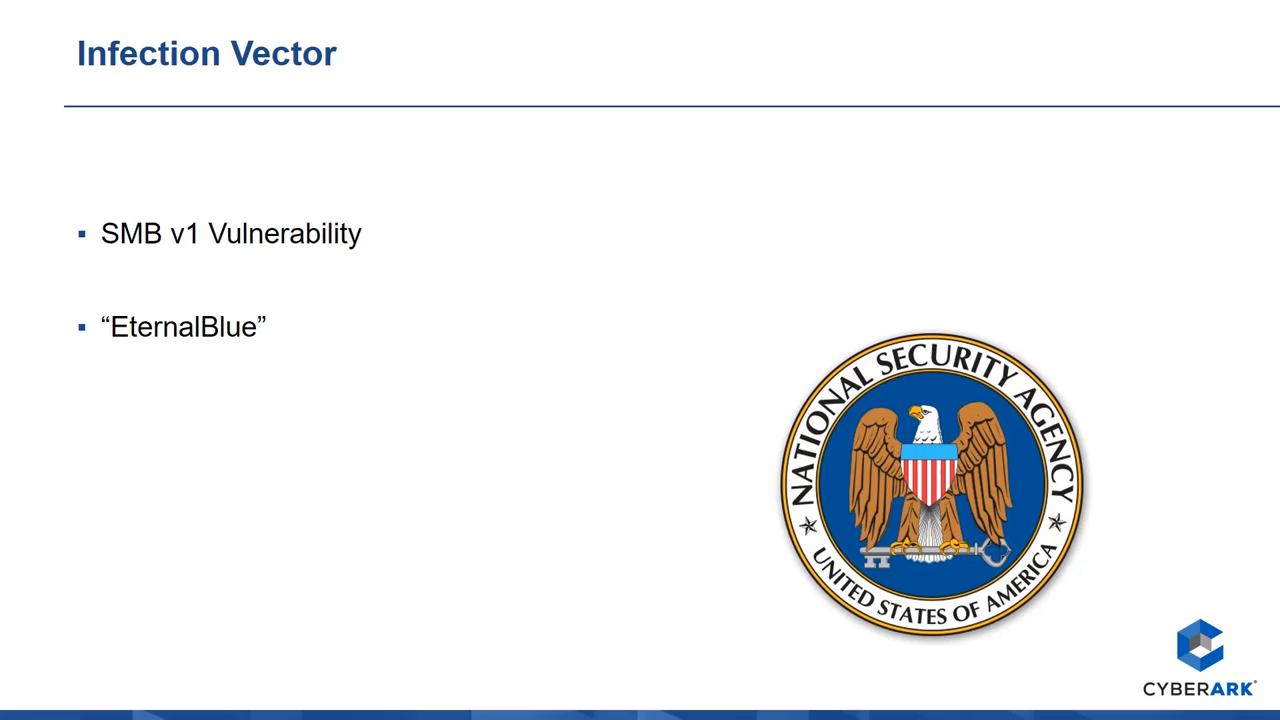 Infection Vector
SMB v1 Vulnerability
“EternalBlue”
NATIONAL SECURITY AGENCY
UNITED STATES OF AMERICA
CYBERARK®